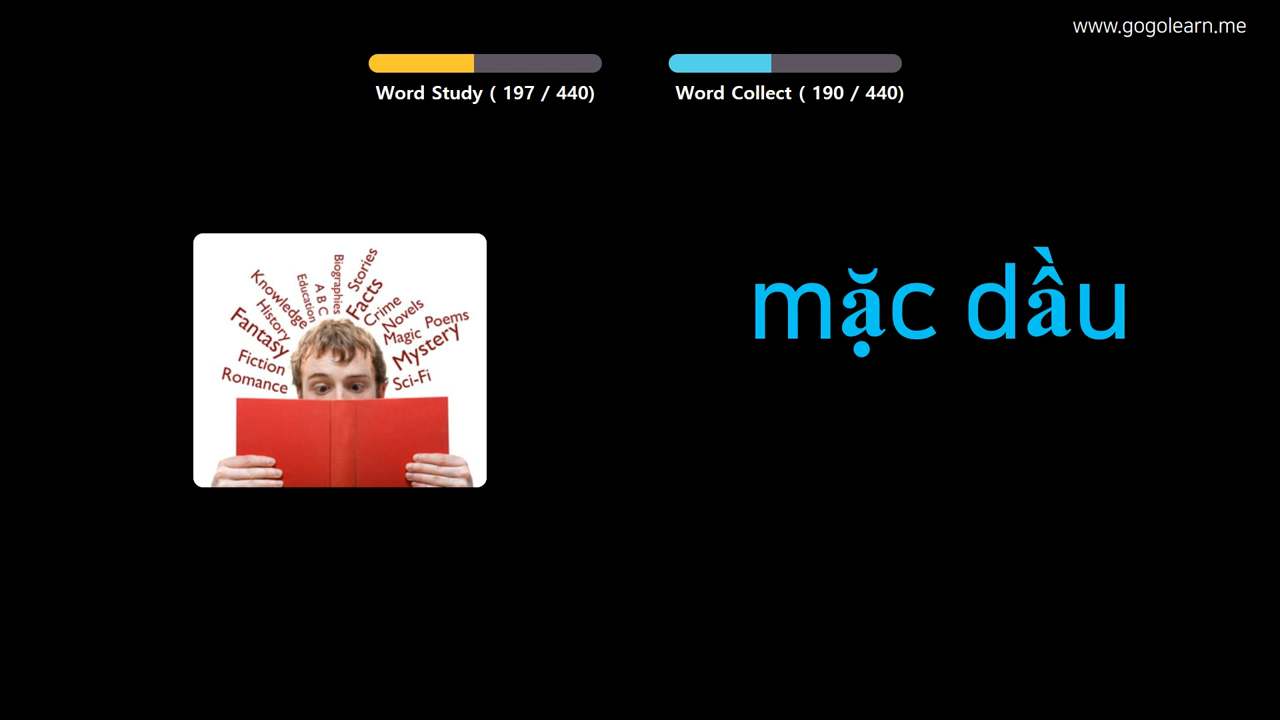 www.gogolearn.me
Word Study ( 197 / 440)
Word Collect ( 190 / 440)
mặc dầu
Knowledge
History
Fantasy
Fiction
Romance
Education
A B C
Biographies
Stories
Facts
Crime
Novels
Magic
Poems
Mystery
Sci-Fi